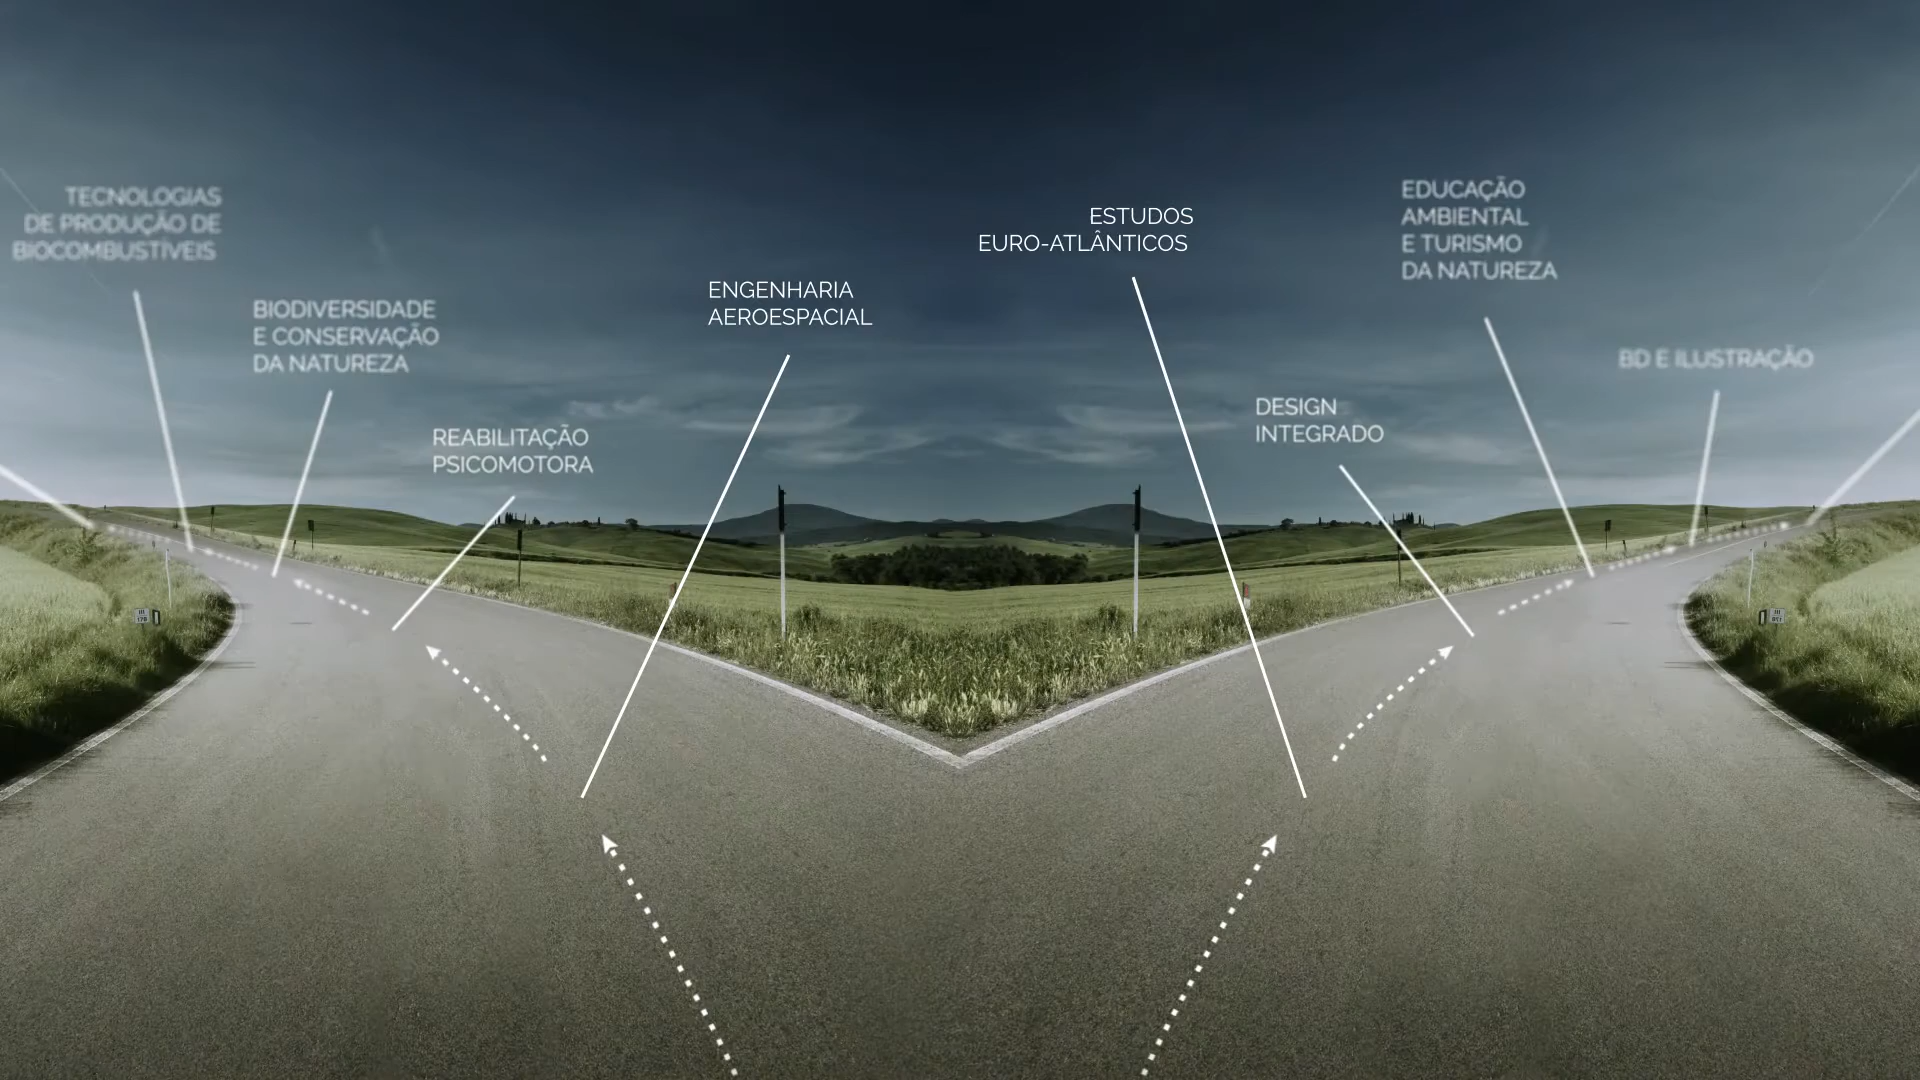 TECNOLOGIAS
DE PRODUÇÃO DE
BIOCOMBUSTÍVEIS
BIODIVERSIDADE
E CONSERVAÇÃO
DA NATUREZA
REABILITAÇÃO
PSICOMOTORA
ENGENHARIA
AEROESPACIAL
ESTUDOS
EURO-ATLÂNTICOS
DESIGN
INTEGRADO
EDUCAÇÃO
AMBIENTAL
E TURISMO
DA NATUREZA
BD E ILUSTRAÇÃO